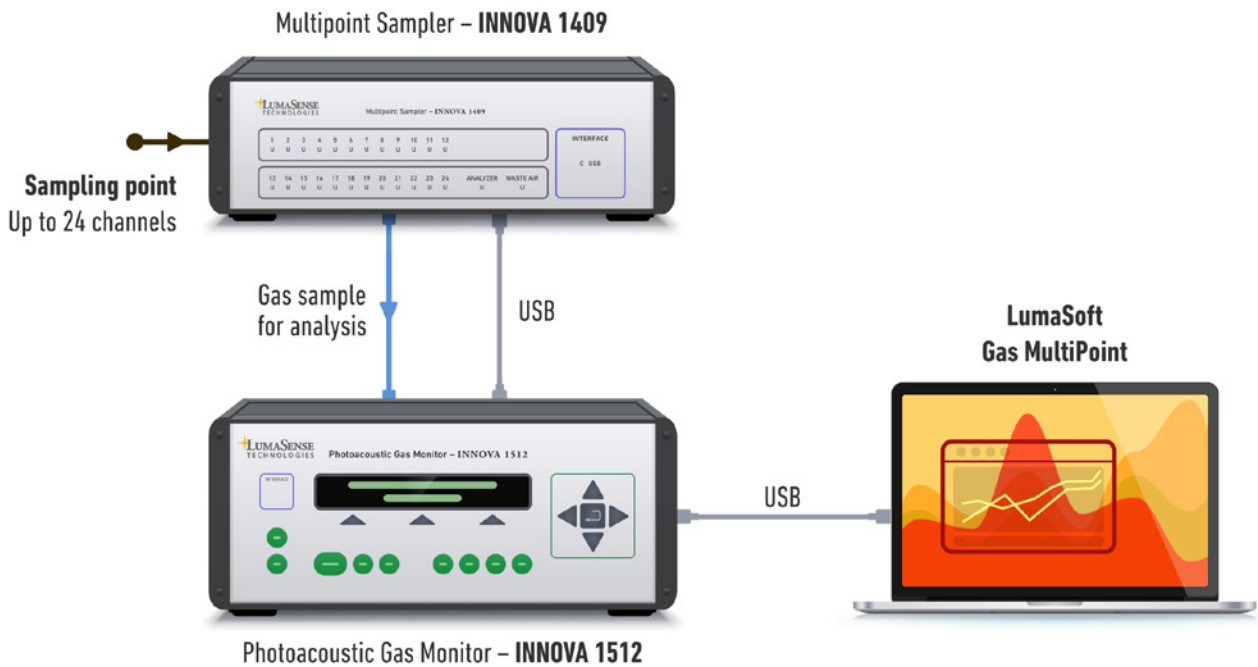 Multipoint Sampler – INNOVA 1409
LUMASENSE
TECHNOLOGIES
Multipoint Sampler – INNOVA 1409
1 2 3 4 5 6 7 8 9 10 11 12
U U U U U U U U U U U U
INTERFACE
C USB
13 14 15 16 17 18 19 20 21 22 23 24 ANALYZER WASTE AIR
U U U U U U U U U U U U U U
Sampling point
Up to 24 channels
Gas sample
for analysis
USB
LumaSoft
Gas MultiPoint
LUMASENSE
TECHNOLOGIES
Photoacoustic Gas Monitor – INNOVA 1512
INTERFACE
USB
Photoacoustic Gas Monitor – INNOVA 1512